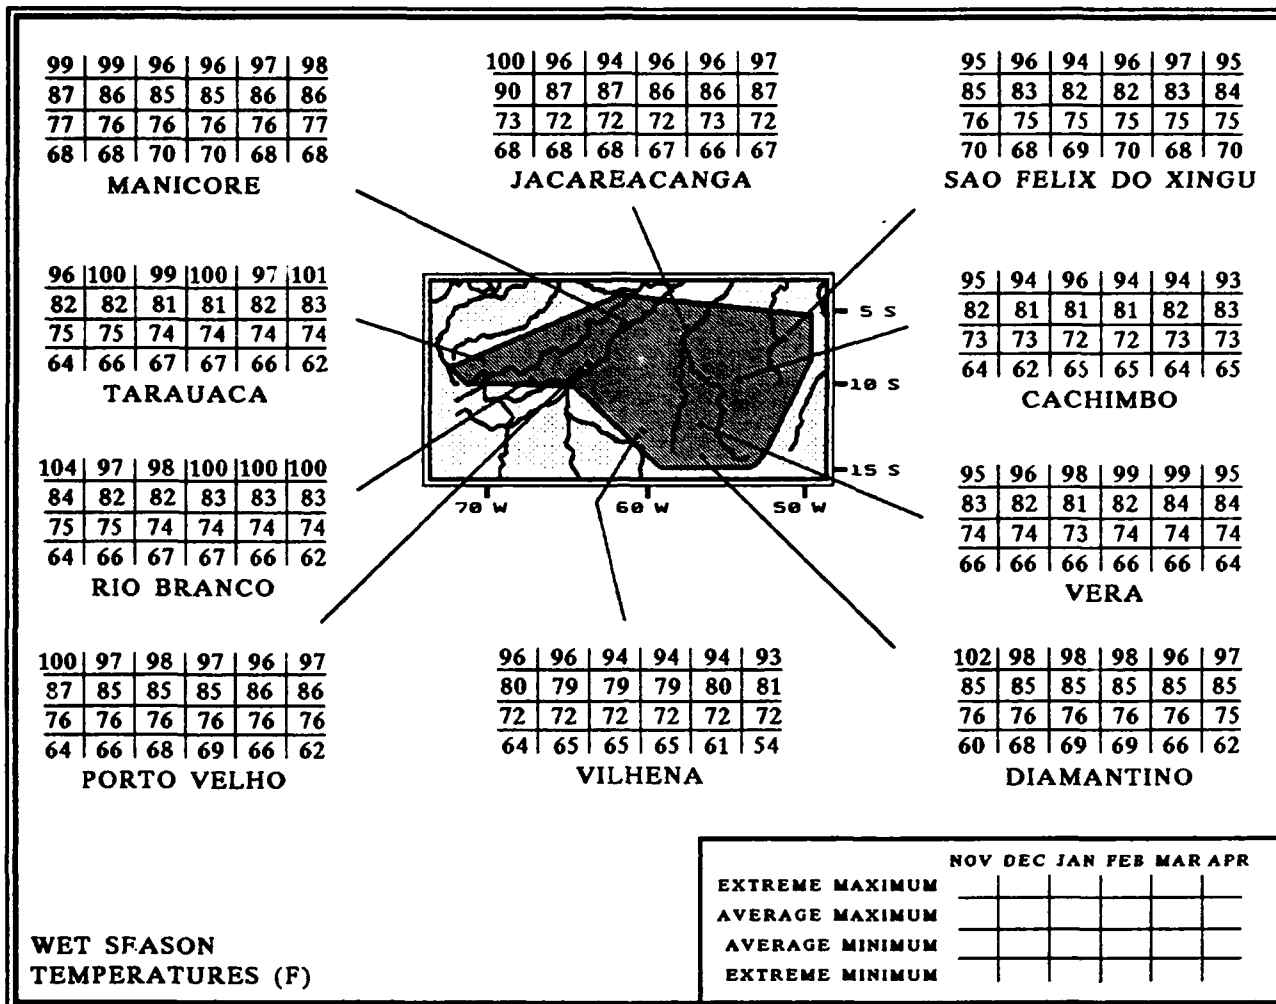 99 99 96 96 97 98
87 86 85 85 86 86
77 76 76 76 76 77
68 68 70 70 68 68
MANICORE
100 96 94 96 96 97
90 87 87 86 86 87
73 72 72 72 73 72
68 68 68 67 66 67
JACAREACANGA
95 96 94 96 97 95
85 83 82 82 83 84
76 75 75 75 75 75
70 68 69 70 68 70
SAO FELIX DO XINGU
96 100 99 100 97 101
82 82 81 81 82 83
75 75 74 74 74 74
64 66 67 67 66 62
TARAUACA
5 S
10 S
15 S
70 W 60 W 50 W
95 94 96 94 94 93
82 81 81 81 82 83
73 73 72 72 73 73
64 62 65 65 64 65
CACHIMBO
104 97 98 100 100 100
84 82 82 83 83 83
75 75 74 74 74 74
64 66 67 67 66 62
RIO BRANCO
95 96 98 99 99 95
83 82 81 82 84 84
74 74 73 74 74 74
66 66 66 66 66 64
VERA
100 97 98 97 96 97
87 85 85 85 86 86
76 76 76 76 76 76
64 66 68 69 66 62
PORTO VELHO
96 96 94 94 94 93
80 79 79 79 80 81
72 72 72 72 72 72
64 65 65 65 61 54
VILHENA
102 98 98 98 96 97
85 85 85 85 85 85
76 76 76 76 76 75
60 68 69 69 66 62
DIAMANTINO
WET SEASON
TEMPERATURES (F)
NOV DEC JAN FEB MAR APR
EXTREME MAXIMUM
AVERAGE MAXIMUM
AVERAGE MINIMUM
EXTREME MINIMUM